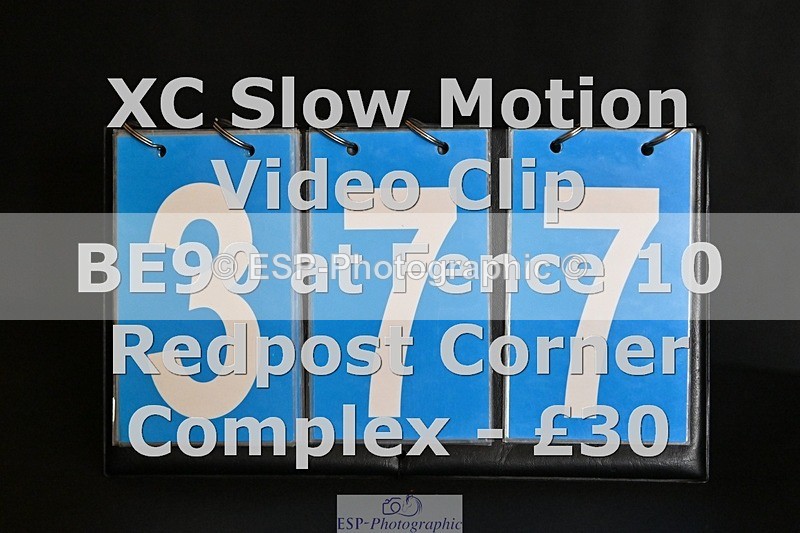 XC Slow Motion
Video Clip
BE90 at Fence 10
Redpost Corner
Complex - £30
377
© ESP-Photographic ©
ESP-Photographic